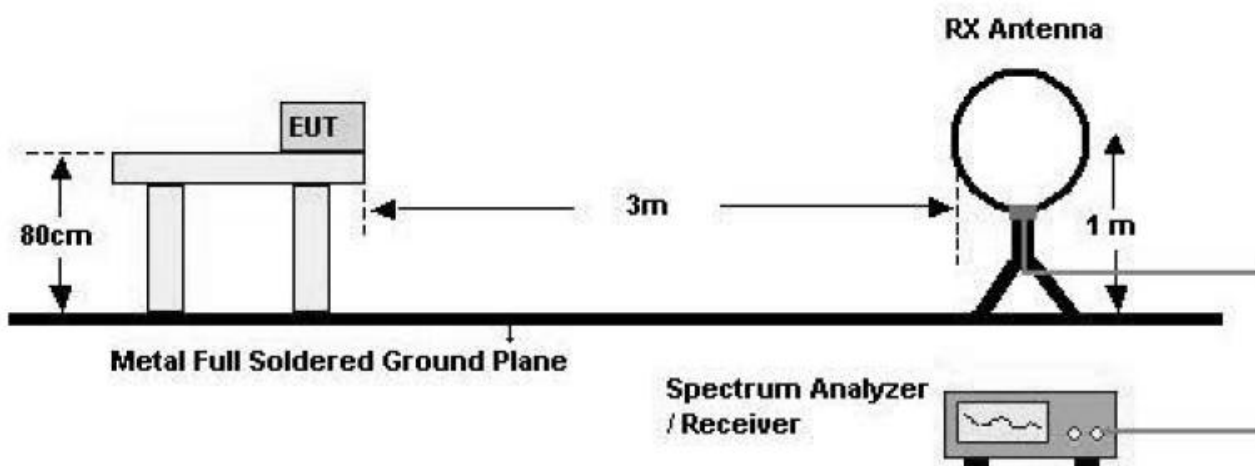 RX Antenna
EUT
3m
80cm
1 m
Metal Full Soldered Ground Plane
Spectrum Analyzer
/ Receiver